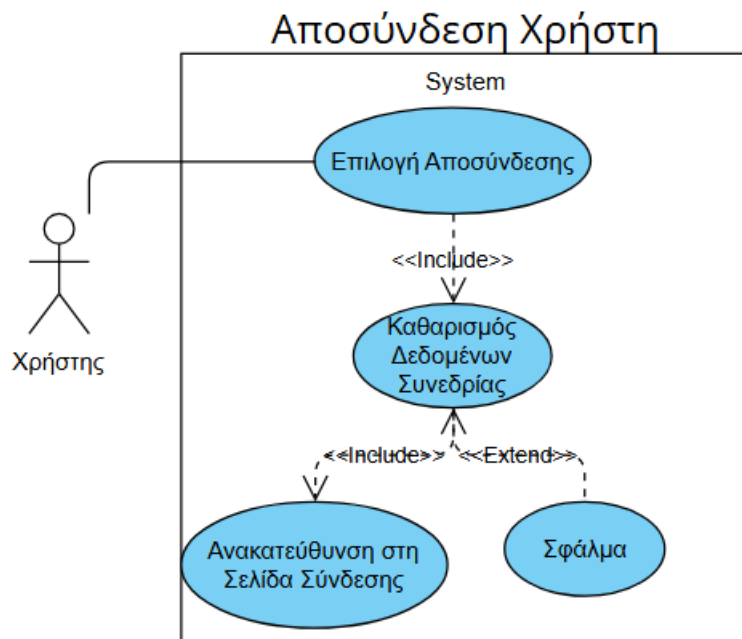 Αποσύνδεση Χρήστη
System
Επιλογή Αποσύνδεσης
<<Include>>
Χρήστης
Καθαρισμός
Δεδομένων
Συνεδρίας
<<Include>>
<<Extend>>
Ανακατεύθυνση στη
Σελίδα Σύνδεσης
Σφάλμα